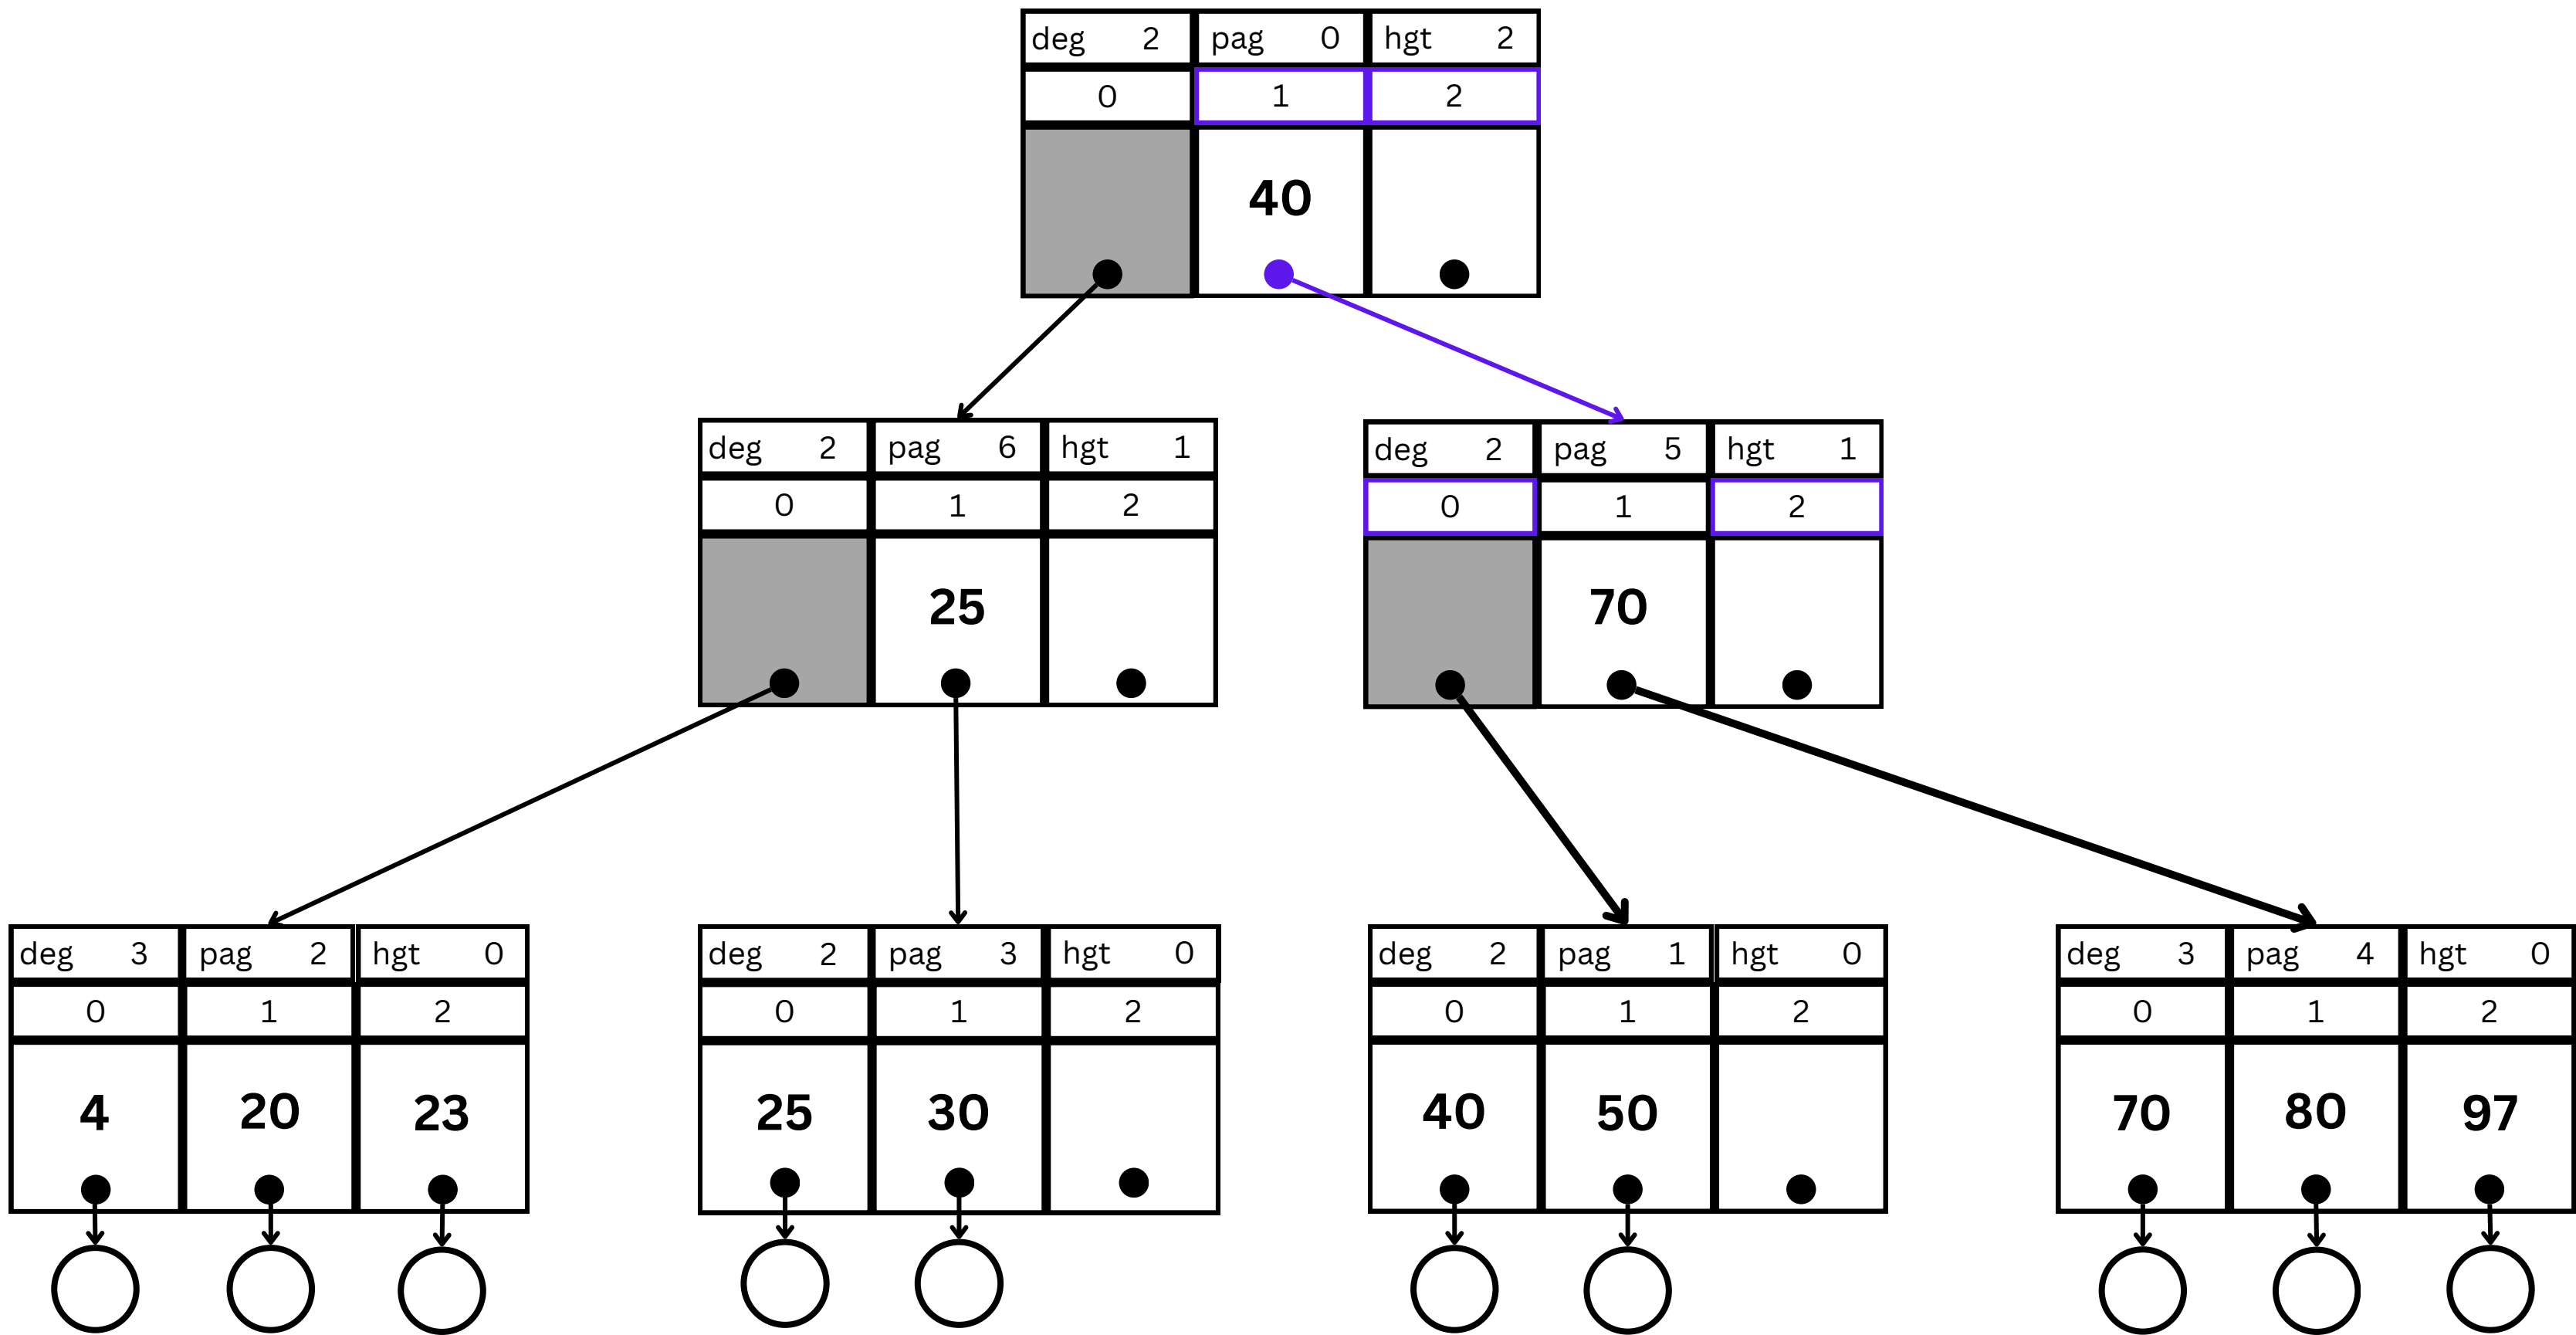 deg 2 pag 0 hgt 2
0 1 2
40
deg 2 pag 6 hgt 1
0 1 2
25
deg 2 pag 5 hgt 1
0 1 2
70
deg 3 pag 2 hgt 0
0 1 2
4 20 23
deg 2 pag 3 hgt 0
0 1 2
25 30
deg 2 pag 1 hgt 0
0 1 2
40 50
deg 3 pag 4 hgt 0
0 1 2
70 80 97